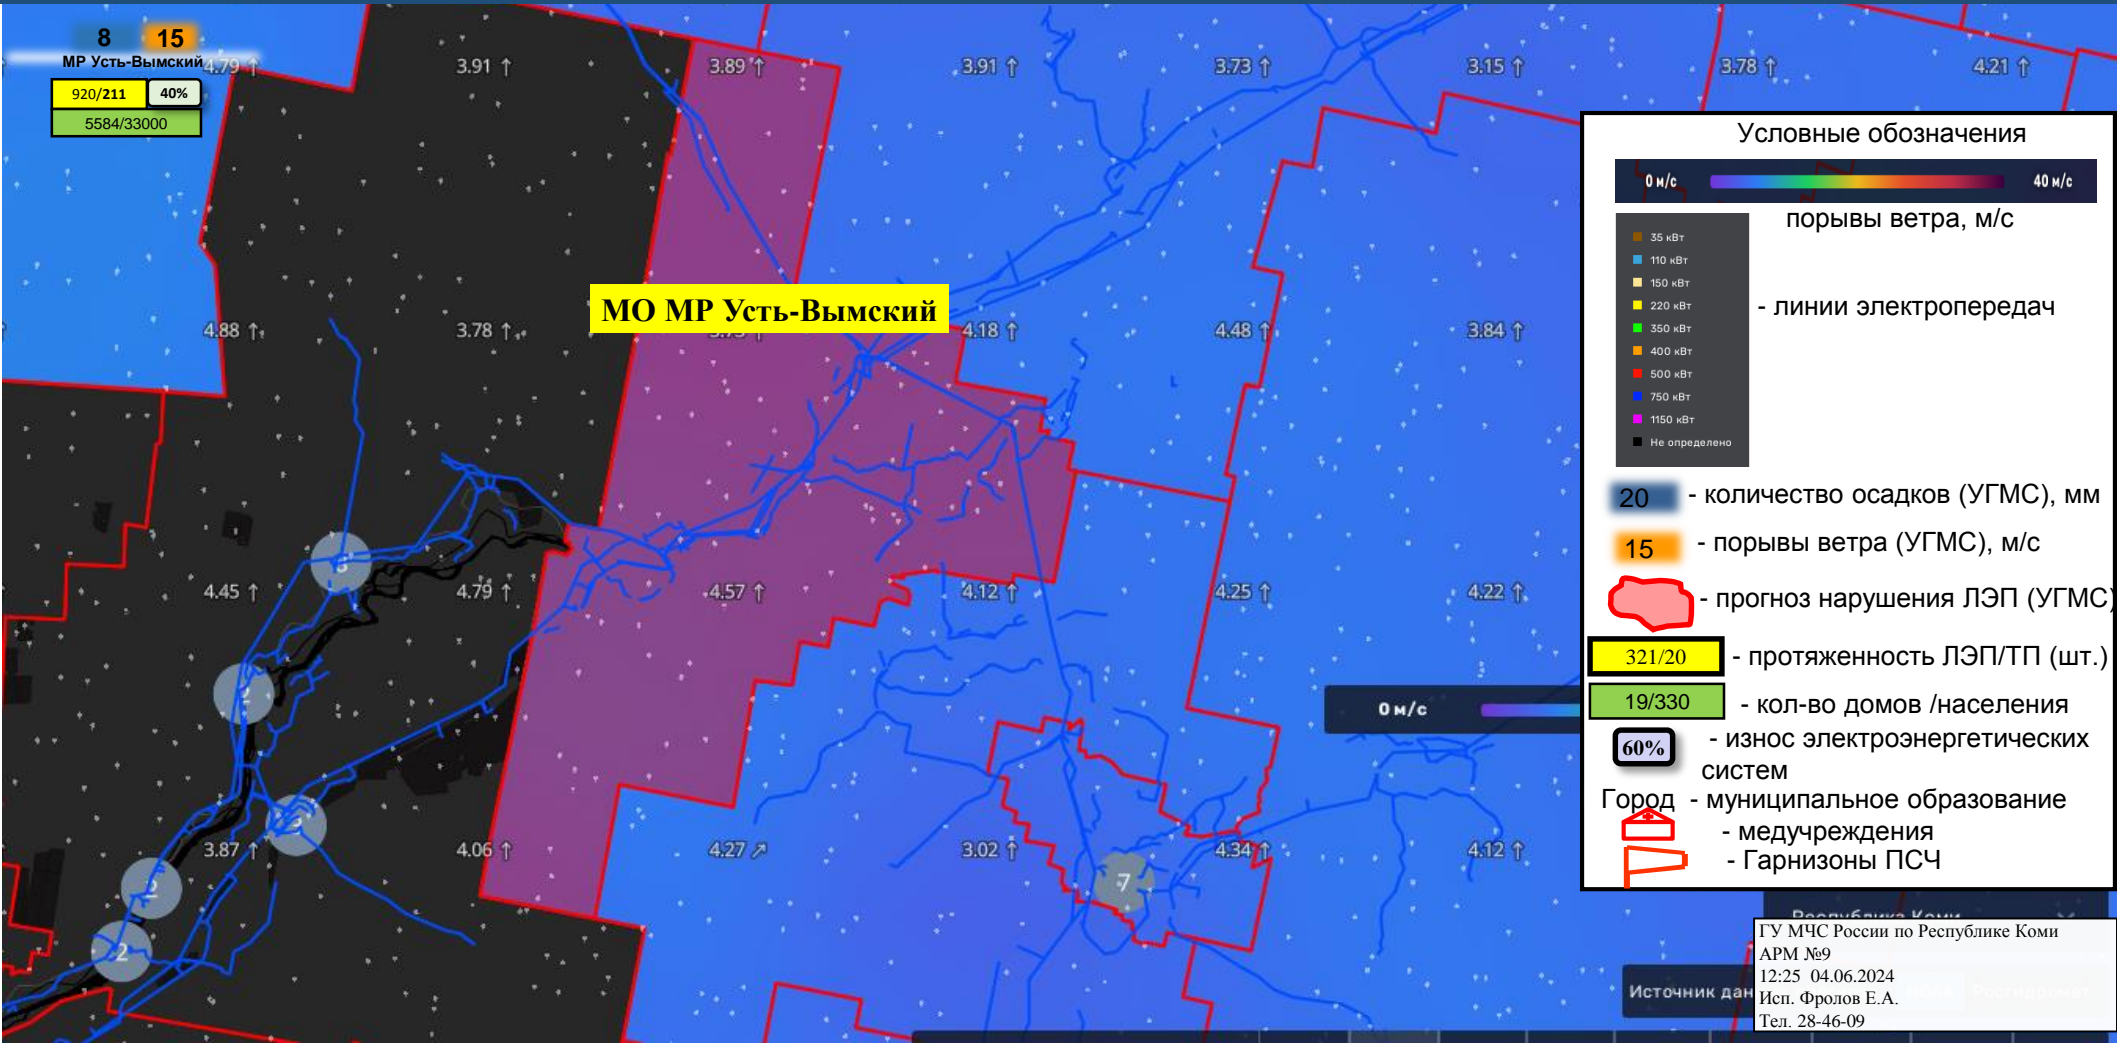 8 15
МР Усть-Вымский
920/211 40%
5584/33000
4.79 ↑ 3.91 ↑ 3.89 ↑ 3.91 ↑ 3.73 ↑ 3.15 ↑ 3.78 ↑ 4.21 ↑
МО МР Усть-Вымский
4.88 ↑ 3.78 ↑ 4.18 ↑ 4.48 ↑ 3.84 ↑
4.45 ↑ 4.79 ↑ 4.57 ↑ 4.12 ↑ 4.25 ↑ 4.22 ↑
3.87 ↑ 4.06 ↑ 4.27 ↗ 3.02 ↑ 4.34 ↑ 4.12 ↑
2
7
0 м/с
Условные обозначения
0 м/с 40 м/с
порывы ветра, м/с
35 кВт
110 кВт
150 кВт
220 кВт
350 кВт
400 кВт
500 кВт
750 кВт
1150 кВт
Не определено
- линии электропередач
20 - количество осадков (УГМС), мм
15 - порывы ветра (УГМС), м/с
- прогноз нарушения ЛЭП (УГМС)
321/20 - протяженность ЛЭП/ТП (шт.)
19/330 - кол-во домов /населения
60% - износ электроэнергетических
систем
Город - муниципальное образование
- медучреждения
- Гарнизоны ПСЧ
Республика Коми
Источник дан
ГУ МЧС России по Республике Коми
АРМ №9
12:25 04.06.2024
Исп. Фролов Е.А.
Тел. 28-46-09